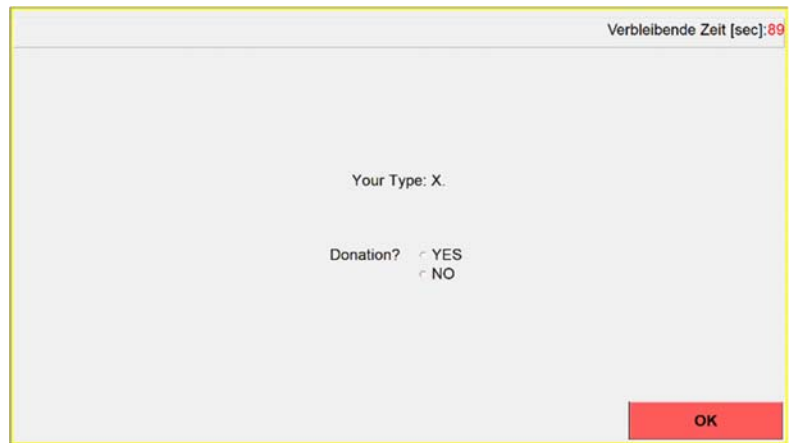 Verbleibende Zeit [sec]:89
Your Type: X.
Donation? YES
NO
OK